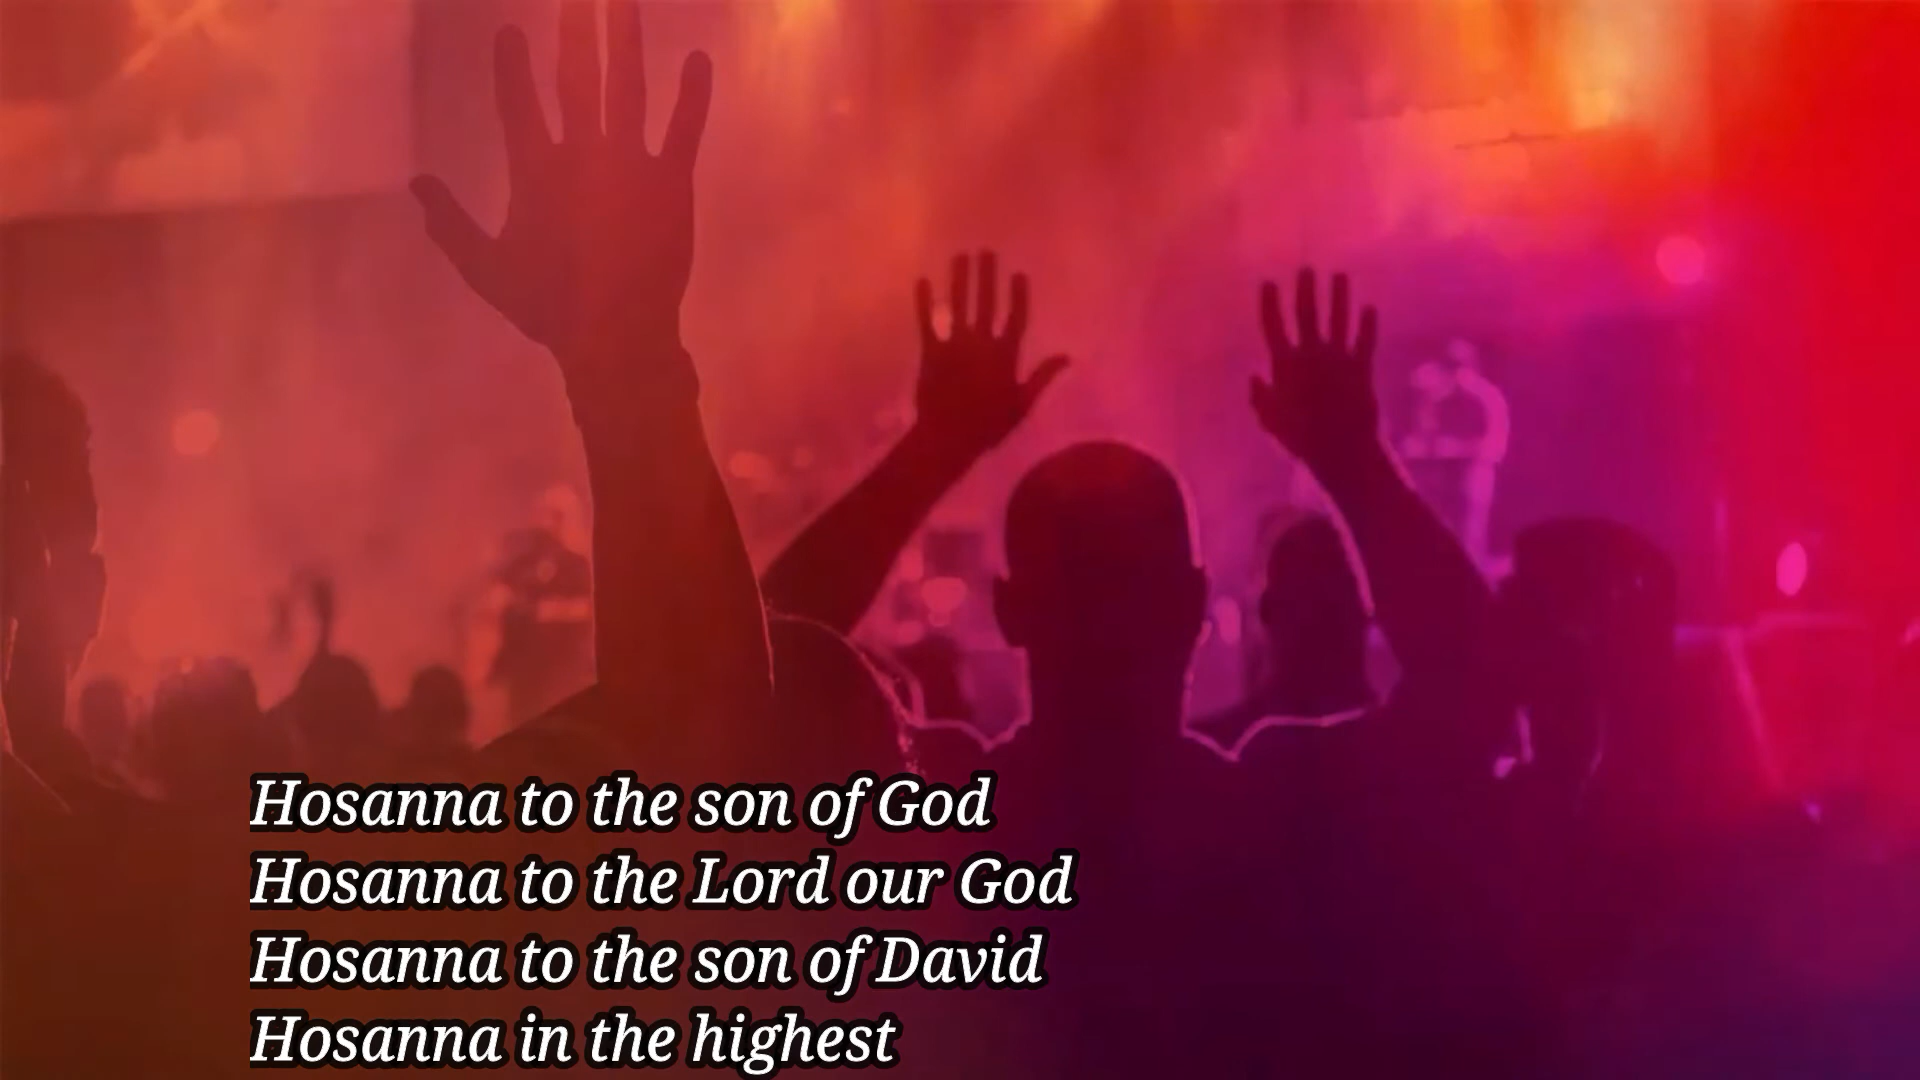 Hosanna to the son of God
Hosanna to the Lord our God
Hosanna to the son of David
Hosanna in the highest